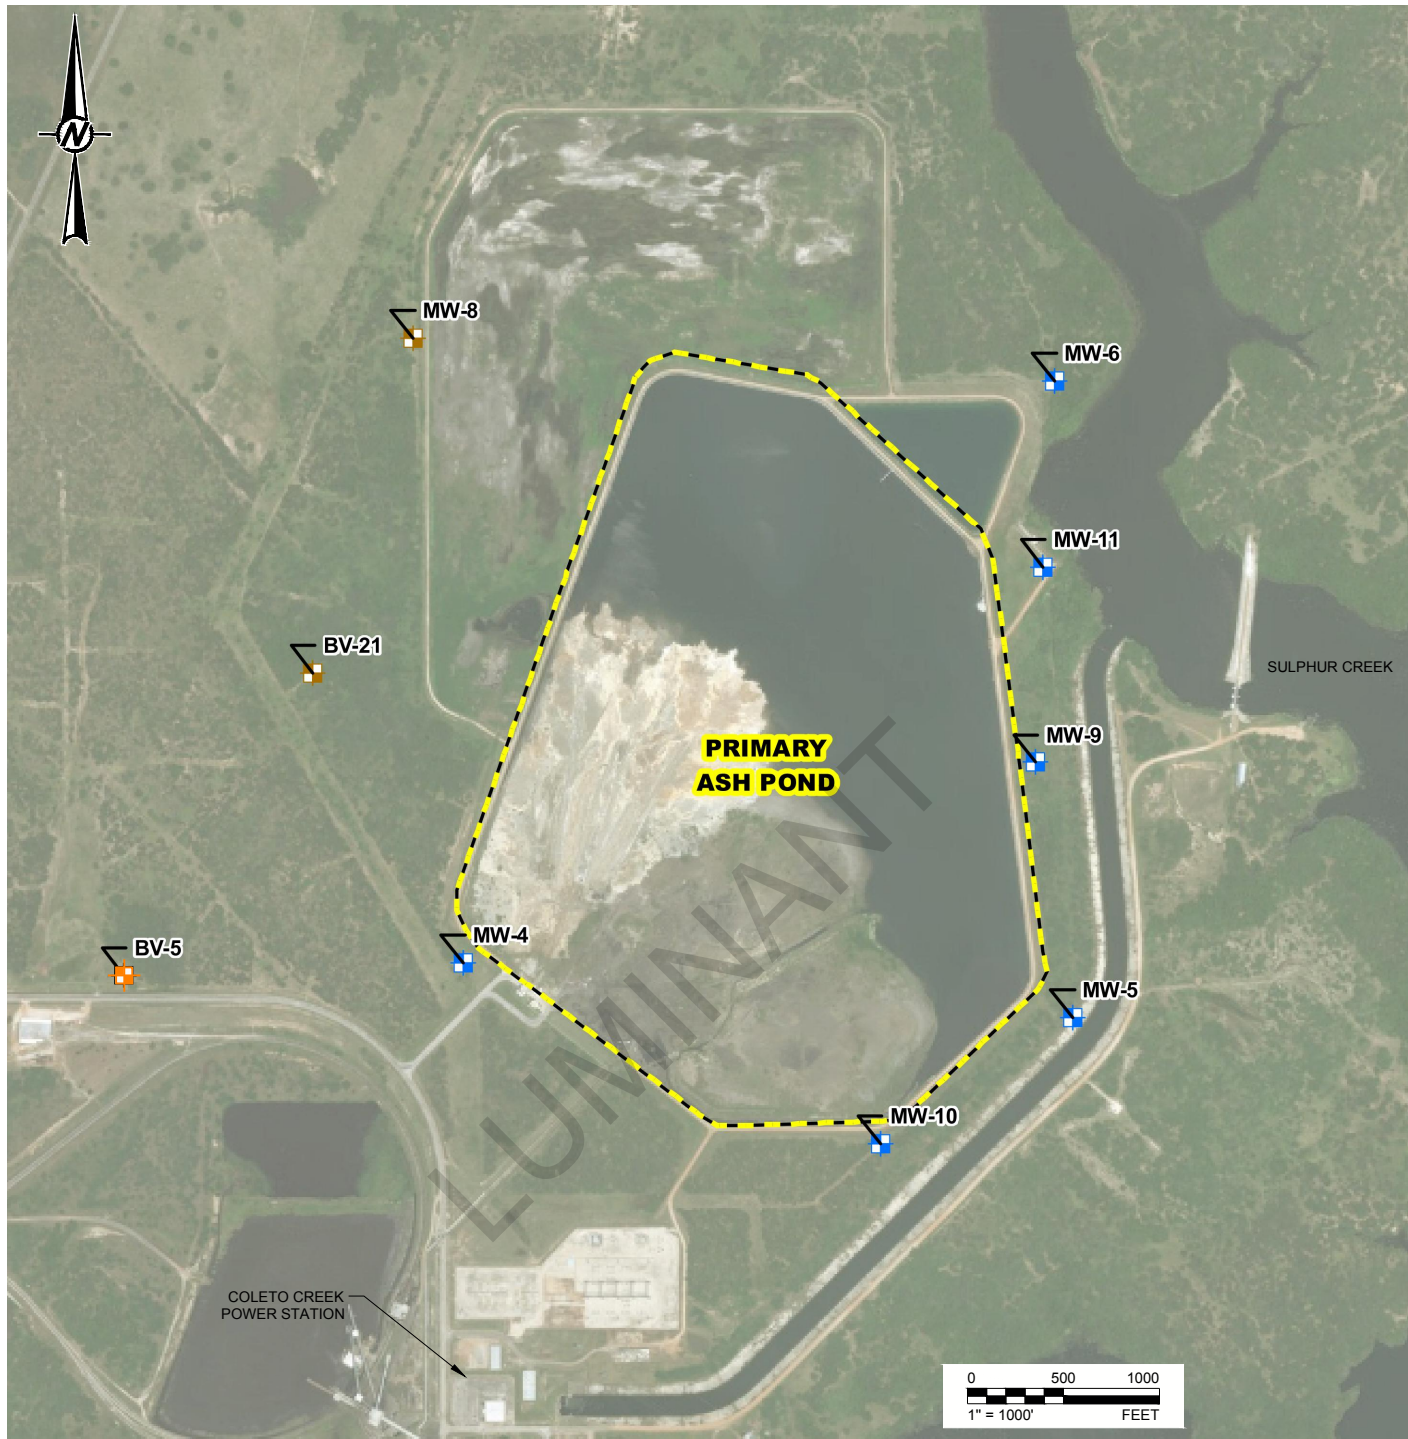 N
MW-8
MW-6
MW-11
BV-21
SULPHUR CREEK
MW-9
PRIMARY
ASH POND
MW-4
BV-5
MW-5
MW-10
LUMINANT
COLETO CREEK
POWER STATION
0 500 1000
1" = 1000' FEET